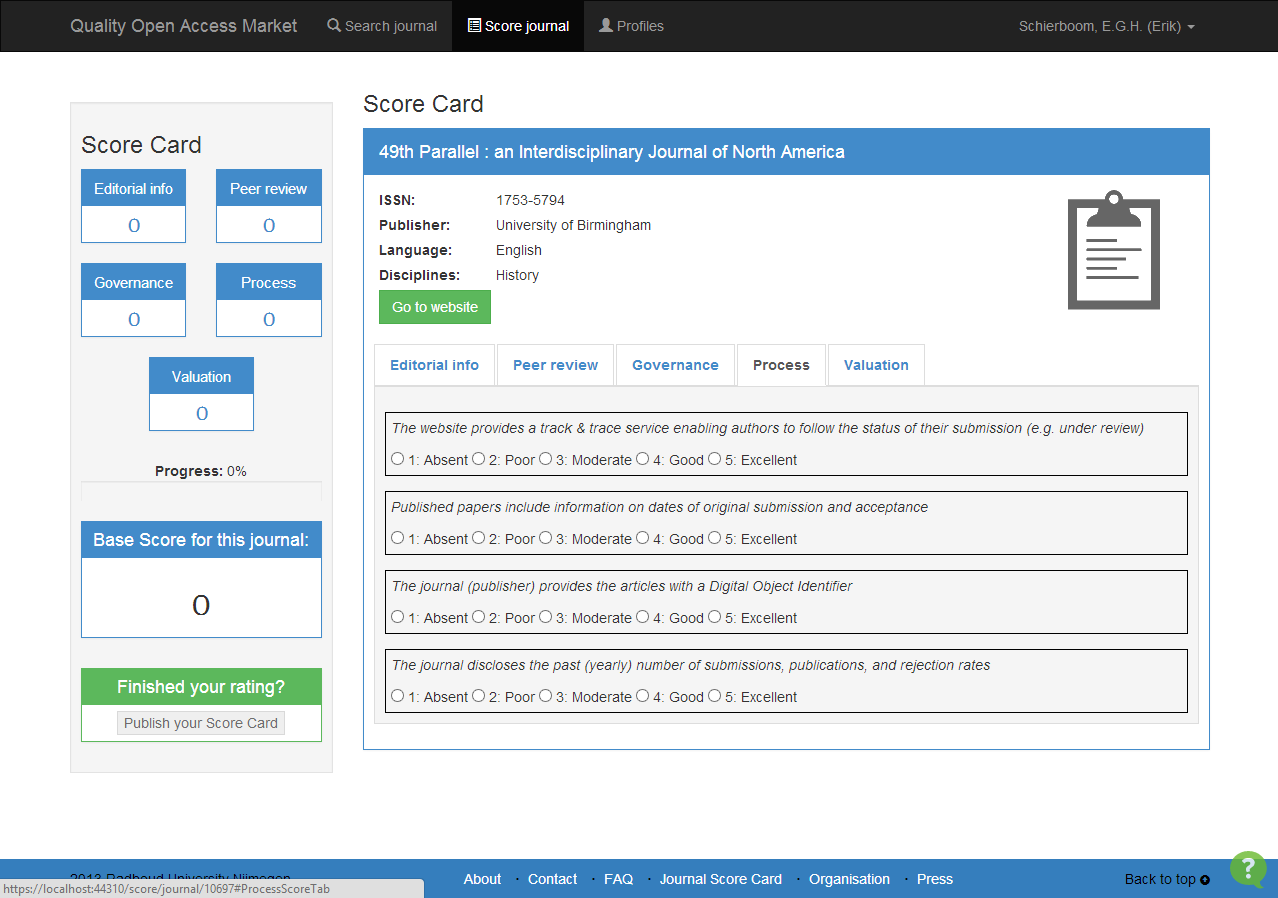 Quality Open Access Market Search journal Score journal Profiles Schierboom, E.G.H. (Erik)
Score Card
Editorial info Peer review
0 0
Governance Process
0 0
Valuation
0
Progress: 0%
Base Score for this journal:
0
Finished your rating?
Publish your Score Card
Score Card
49th Parallel : an Interdisciplinary Journal of North America
ISSN: 1753-5794
Publisher: University of Birmingham
Language: English
Disciplines: History
Go to website
Editorial info Peer review Governance Process Valuation
The website provides a track & trace service enabling authors to follow the status of their submission (e.g. under review)
1: Absent 2: Poor 3: Moderate 4: Good 5: Excellent
Published papers include information on dates of original submission and acceptance
1: Absent 2: Poor 3: Moderate 4: Good 5: Excellent
The journal (publisher) provides the articles with a Digital Object Identifier
1: Absent 2: Poor 3: Moderate 4: Good 5: Excellent
The journal discloses the past (yearly) number of submissions, publications, and rejection rates
1: Absent 2: Poor 3: Moderate 4: Good 5: Excellent
2013 Radboud University Nijmegen About · Contact · FAQ · Journal Score Card · Organisation · Press Back to top
?
https://localhost:44310/score/journal/10697#ProcessScoreTab